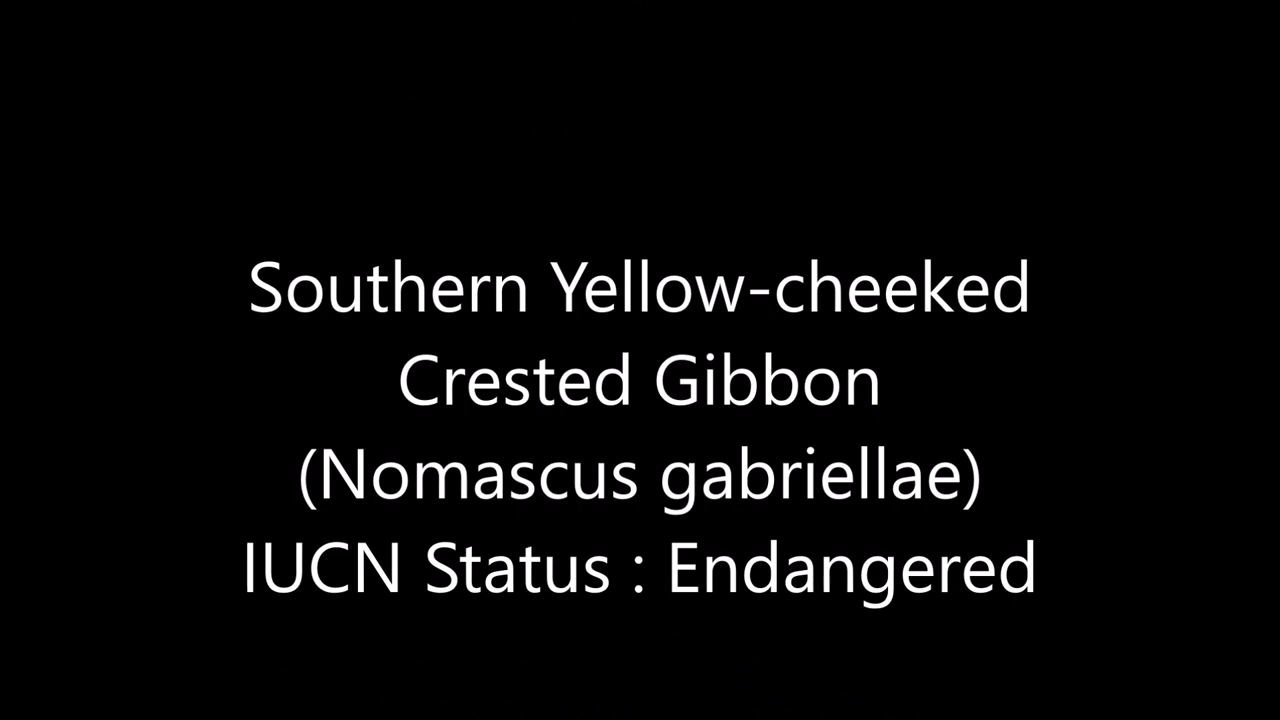 Southern Yellow-cheeked
Crested Gibbon
(Nomascus gabriellae)
IUCN Status : Endangered